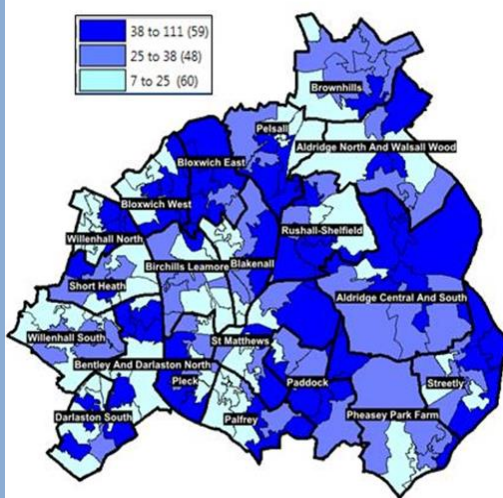 38 to 111 (59)
25 to 38 (48)
7 to 25 (60)
Brownhills
Pelsall
Aldridge North And Walsall Wood
Bloxwich East
Bloxwich West
Willenhall North
Rushall-Shelfield
Birchills Leamore
Blakenall
Short Heath
Aldridge Central And South
Willenhall South
St Matthews
Bentley And Darlaston North
Pleck
Paddock
Streetly
Darlaston South
Palfrey
Pheasey Park Farm